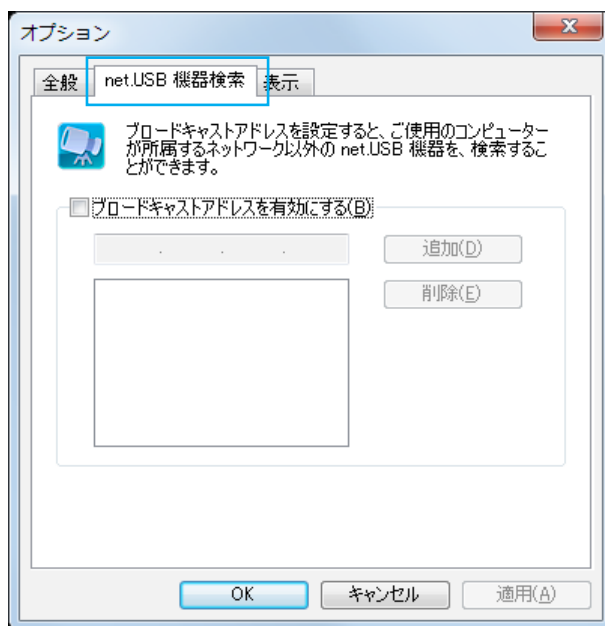 オプション
全般 net.USB 機器検索 表示
ブロードキャストアドレスを設定すると、ご使用のコンピューター
が所属するネットワーク以外の net.USB 機器を、検索するこ
とができます。
ブロードキャストアドレスを有効にする(B)
. . . 追加(D)
削除(E)
OK キャンセル 適用(A)